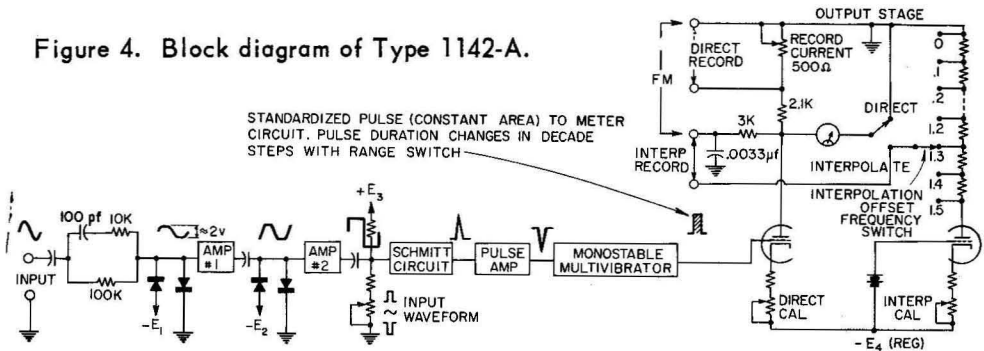 Figure 4. Block diagram of Type 1142-A.
OUTPUT STAGE
DIRECT
RECORD
FM
RECORD
CURRENT
500Ω
0
.1
.2
2.1K
DIRECT
STANDARDIZED PULSE (CONSTANT AREA) TO METER
CIRCUIT. PULSE DURATION CHANGES IN DECADE
STEPS WITH RANGE SWITCH
3K
.0033μf
INTERP
RECORD
1.2
INTERPOLATE
1.3
INTERPOLATION
OFFSET
FREQUENCY
SWITCH
1.4
1.5
+E3
100 pf
10K
≈2v
INPUT
100K
AMP
#1
AMP
#2
SCHMITT
CIRCUIT
PULSE
AMP
MONOSTABLE
MULTIVIBRATOR
-E1
-E2
INPUT
WAVEFORM
DIRECT
CAL
INTERP
CAL
-E4 (REG)